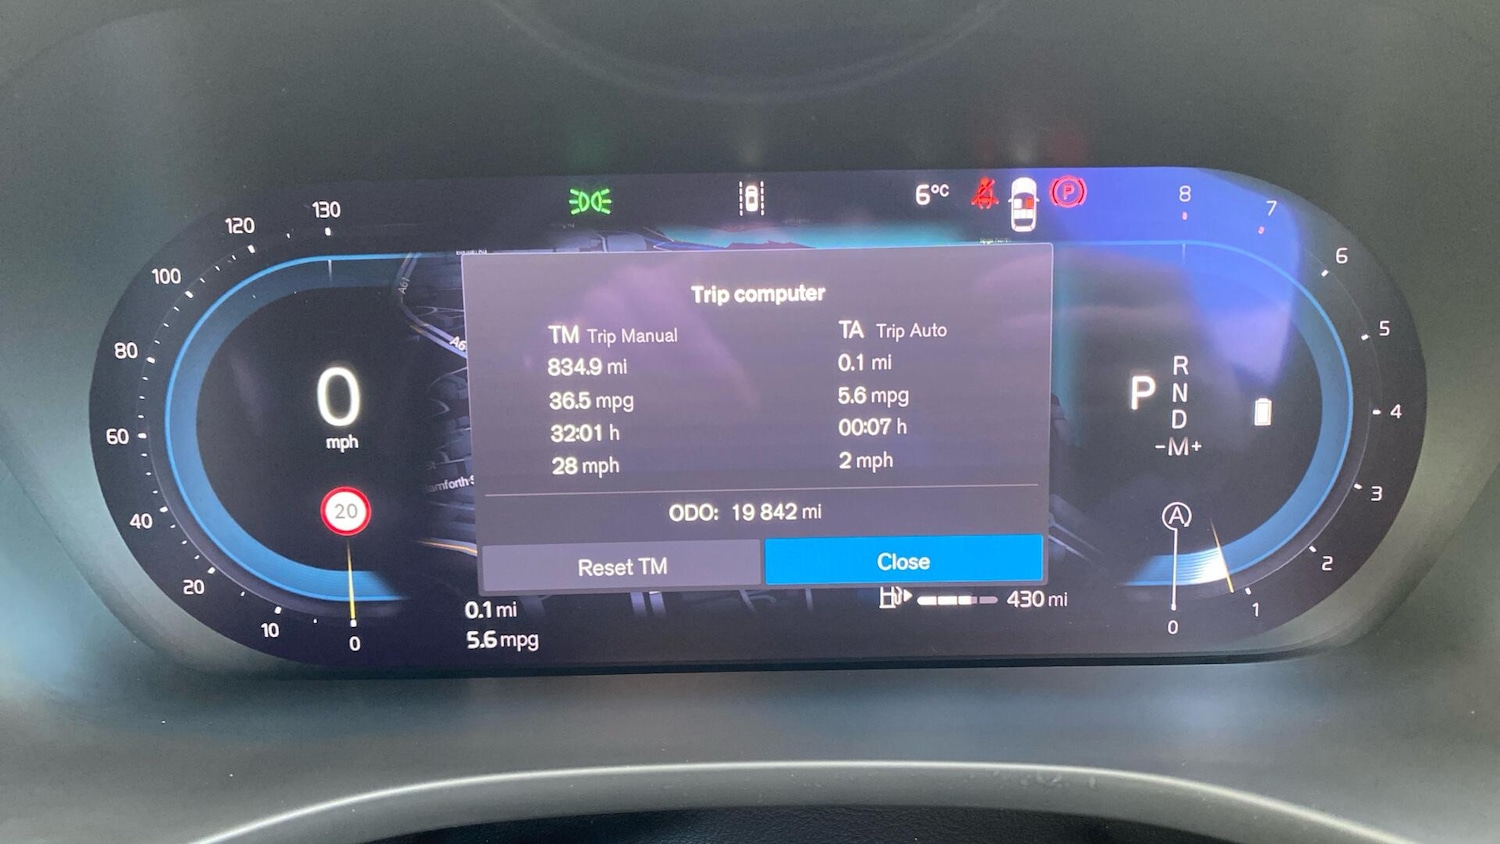 6°C
P
130
120
100
80
60
40
20
10
0
8
7
6
5
4
3
2
1
0
Trip computer
TM Trip Manual
834.9 mi
36.5 mpg
32:01 h
28 mph
TA Trip Auto
0.1 mi
5.6 mpg
00:07 h
2 mph
ODO: 19 842 mi
Reset TM
Close
0
mph
20
A61
A6
P
R
N
D
-M+
A
0.1 mi
5.6 mpg
430 mi